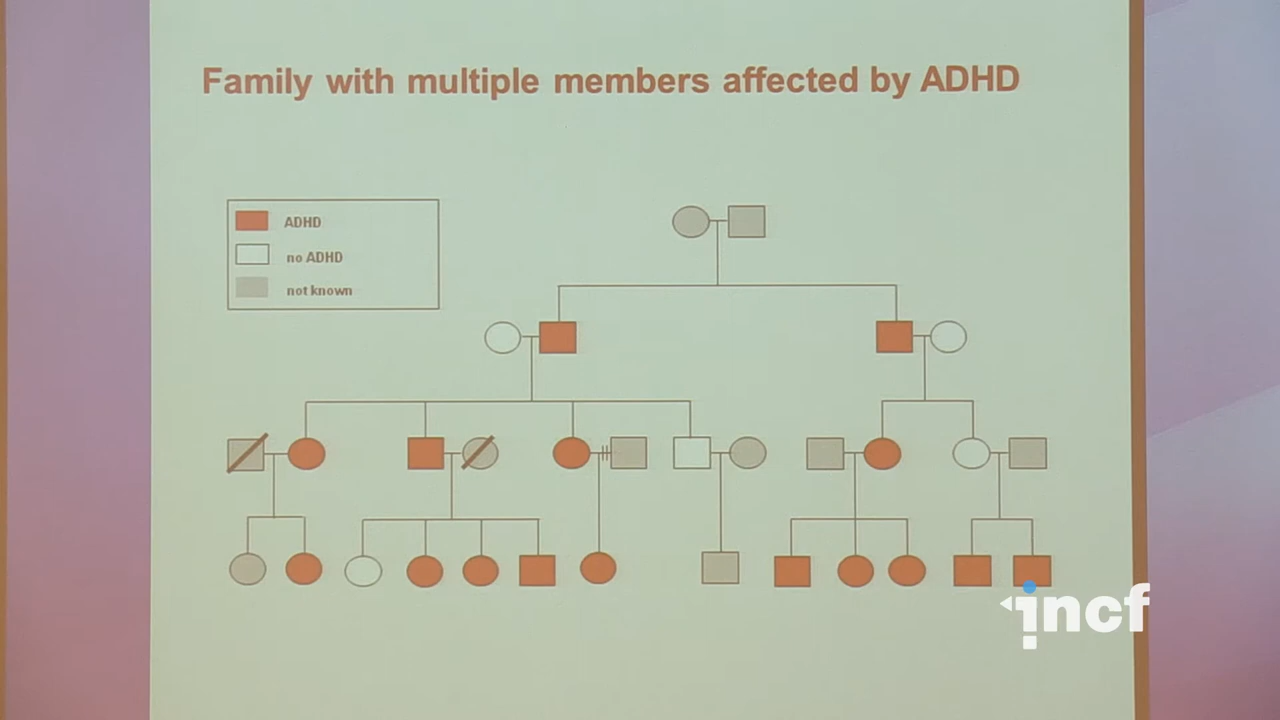 Family with multiple members affected by ADHD
ADHD
no ADHD
not known
incf